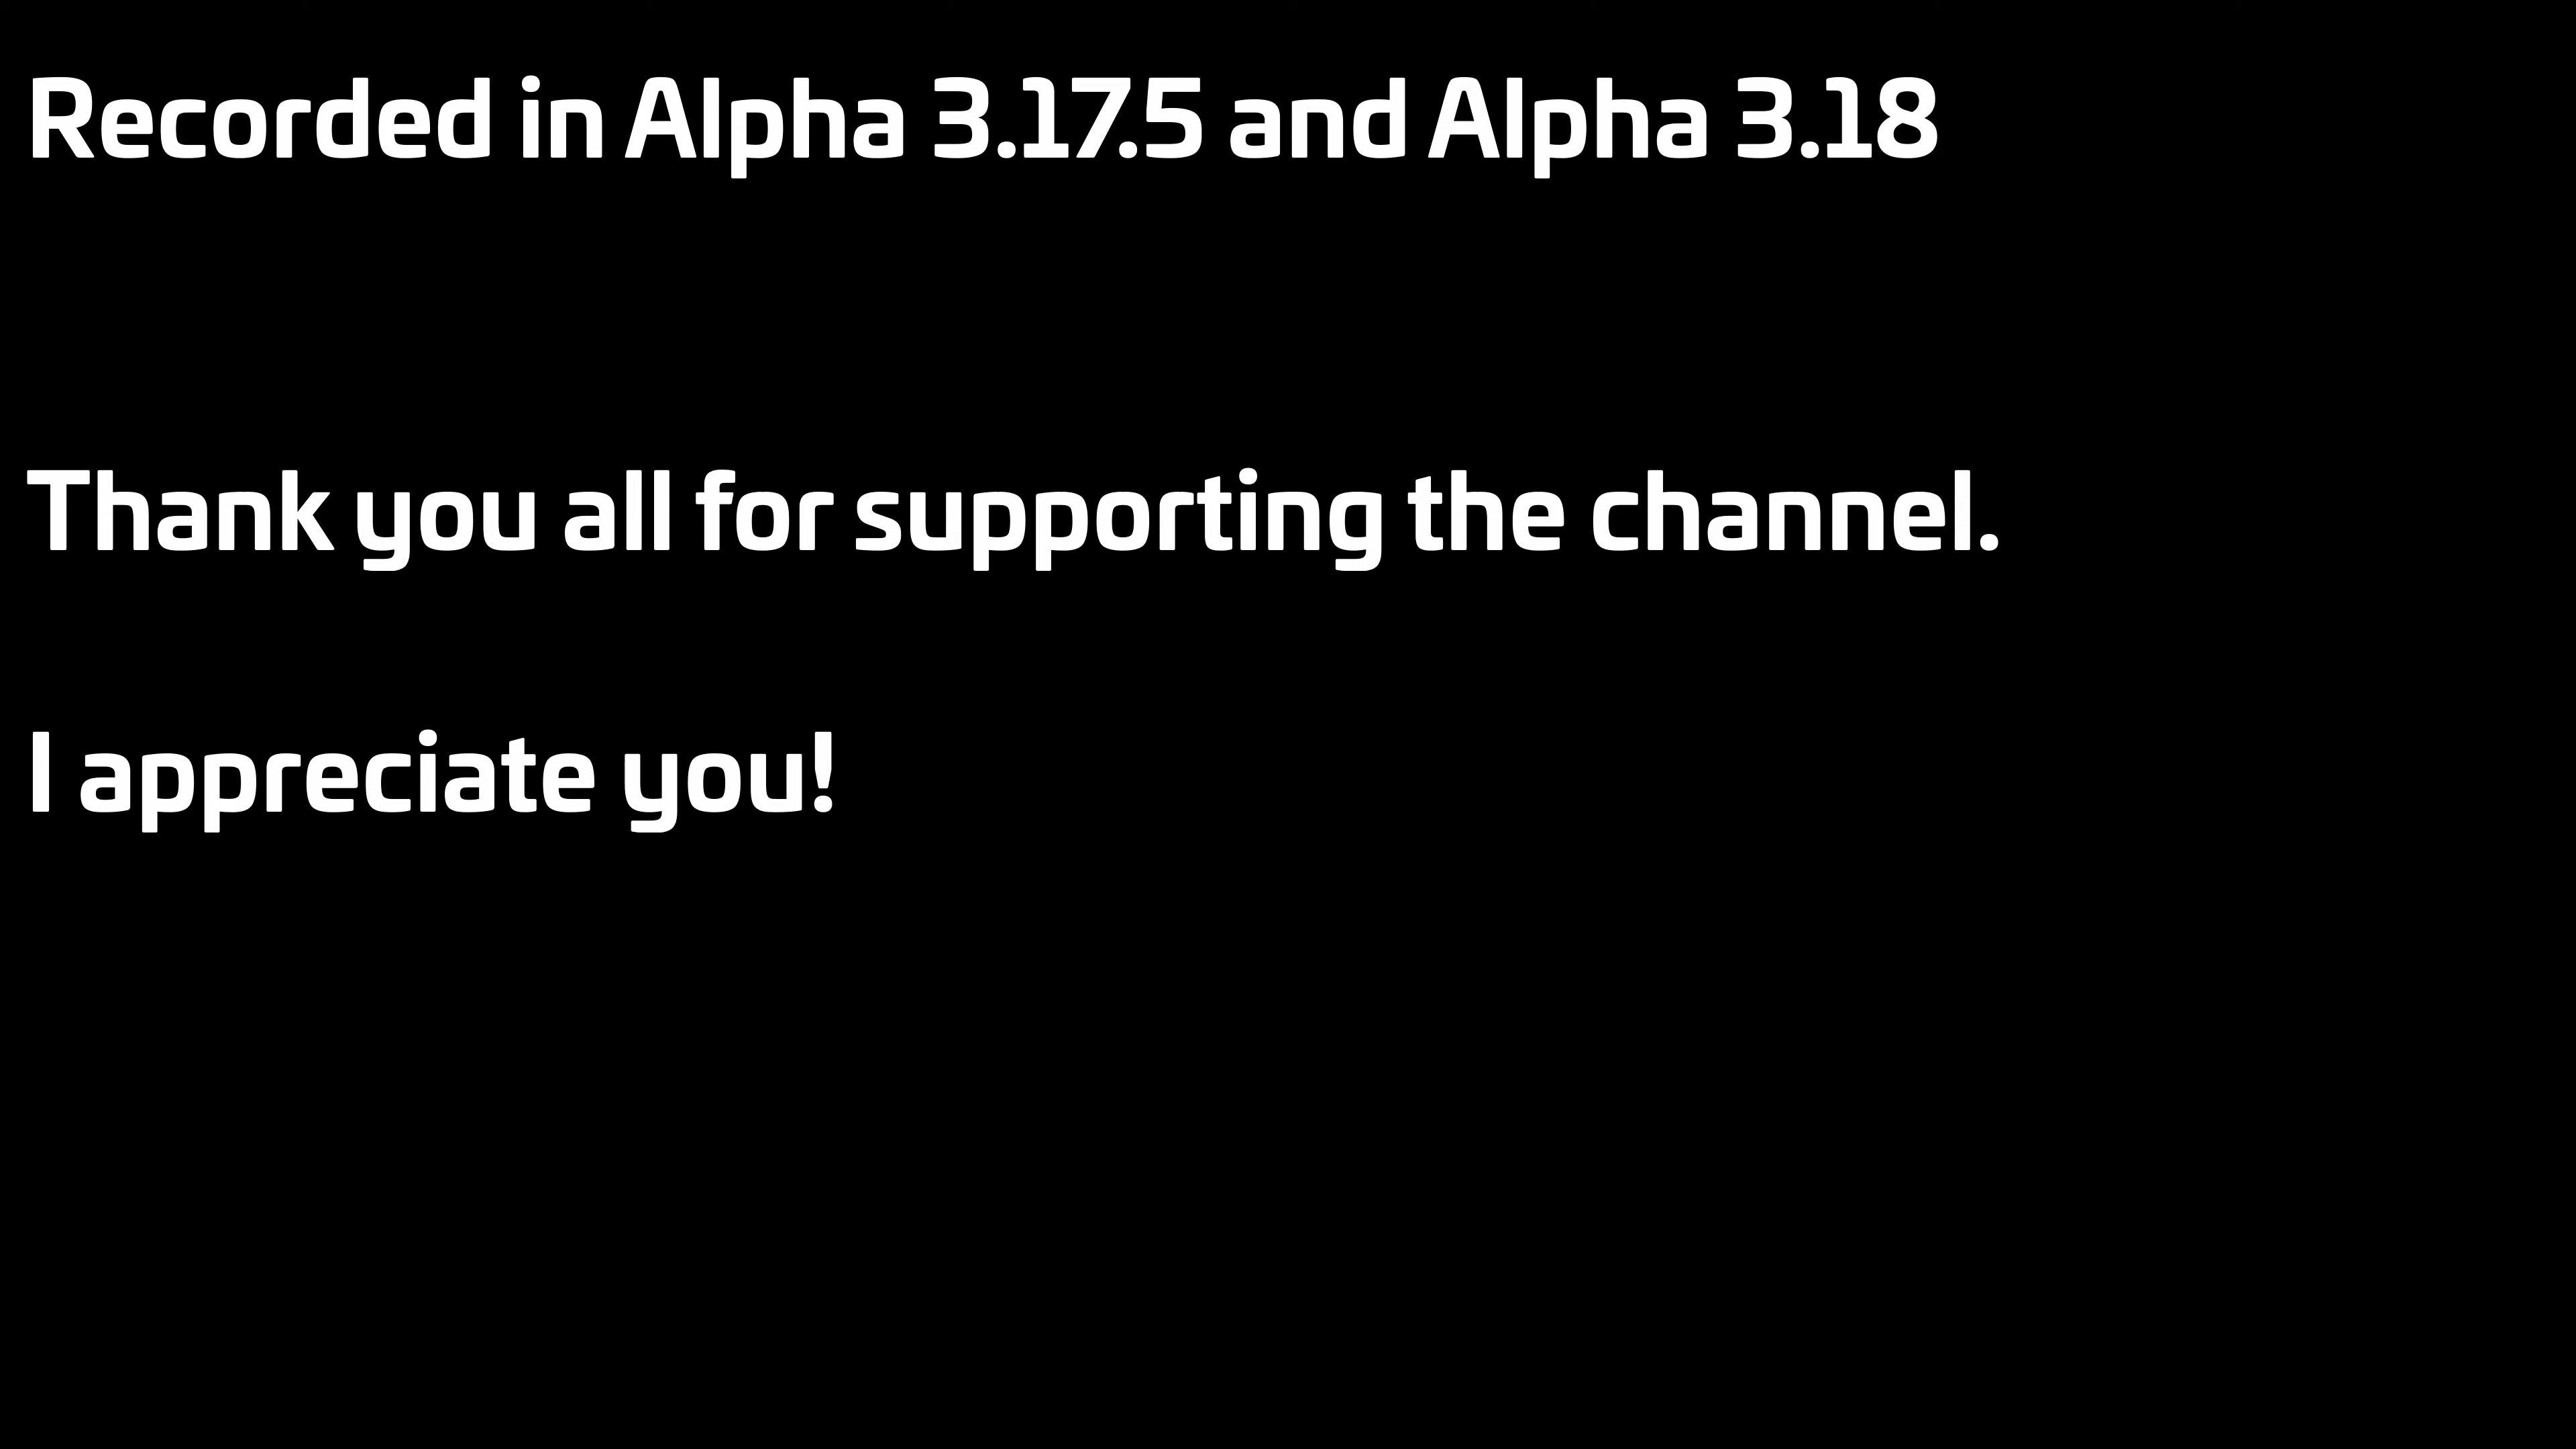 Recorded in Alpha 3.17.5 and Alpha 3.18
Thank you all for supporting the channel.
I appreciate you!